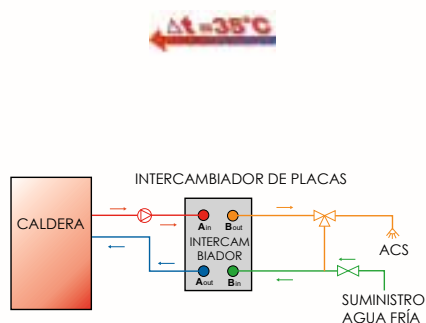 Δt =35°C
INTERCAMBIADOR DE PLACAS
CALDERA
Ain
Bout
INTERCAM
BIADOR
Aout
Bin
ACS
SUMINISTRO
AGUA FRÍA